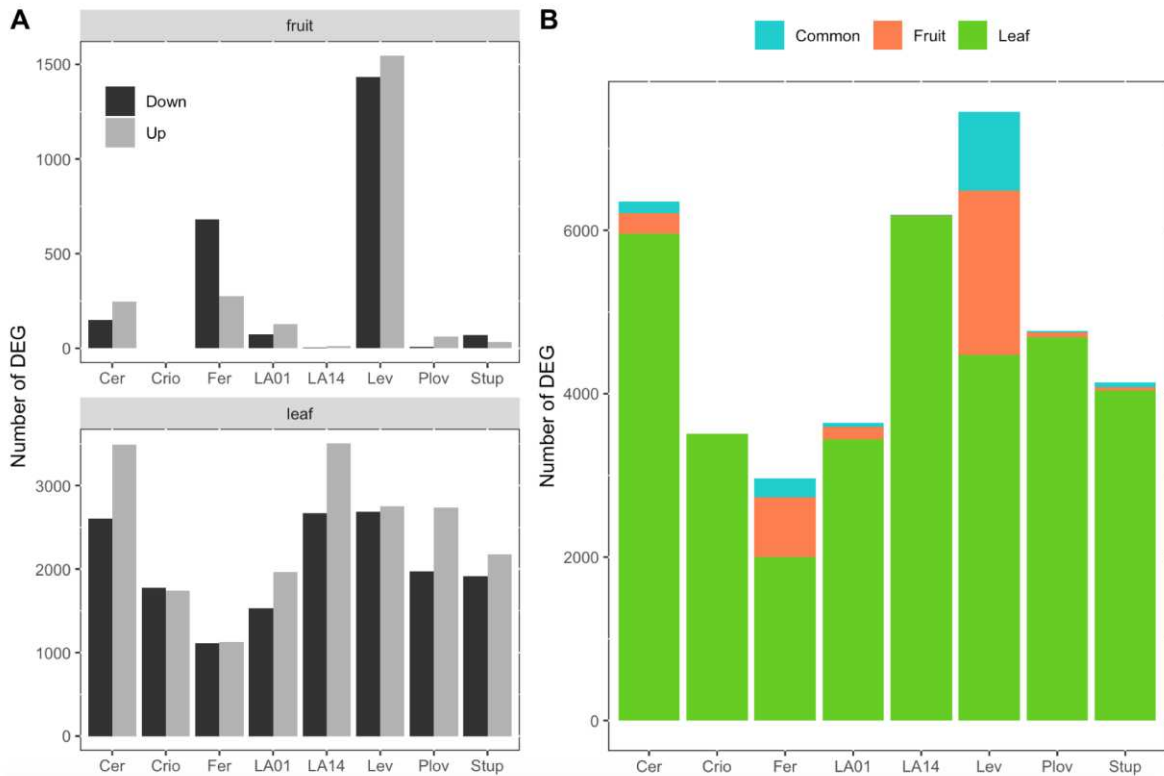 A
fruit
1500
1000
500
0
Down
Up
Cer Crio Fer LA01 LA14 Lev Plov Stup
Number of DEG
leaf
3000
2000
1000
0
Cer Crio Fer LA01 LA14 Lev Plov Stup
B
Common Fruit Leaf
Number of DEG
6000
4000
2000
0
Cer Crio Fer LA01 LA14 Lev Plov Stup